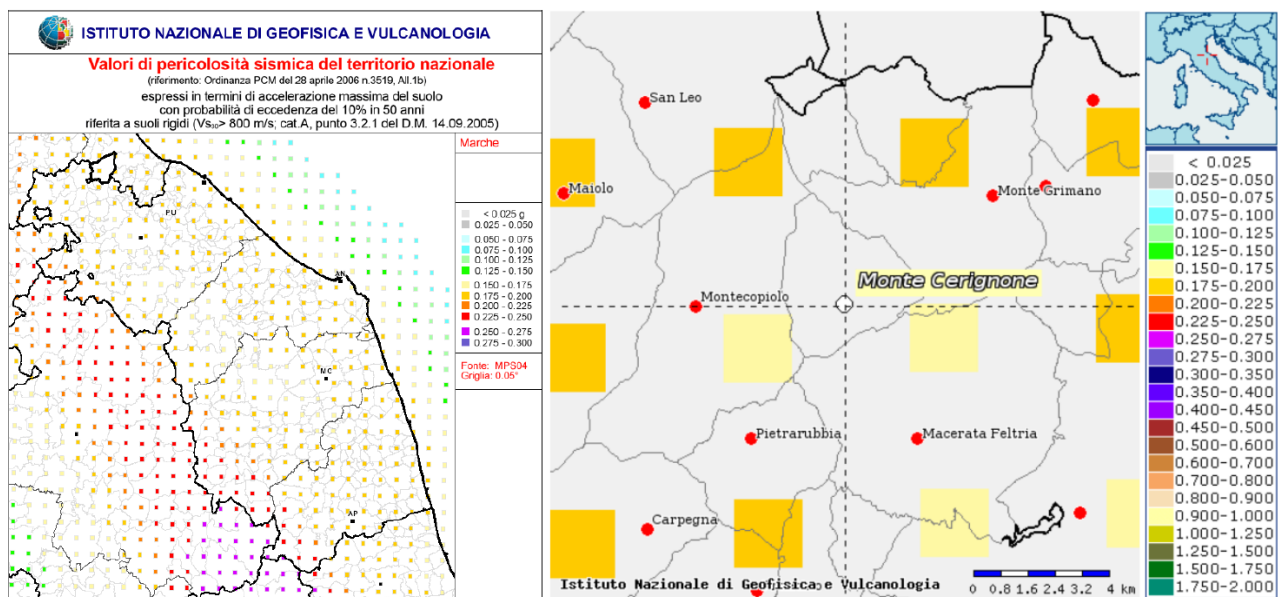 ISTITUTO NAZIONALE DI GEOFISICA E VULCANOLOGIA
Valori di pericolosità sismica del territorio nazionale
(riferimento: Ordinanza PCM del 28 aprile 2006 n.3519, All.1b)
espressi in termini di accelerazione massima del suolo
con probabilità di eccedenza del 10% in 50 anni
riferita a suoli rigidi (Vs₃₀> 800 m/s; cat.A, punto 3.2.1 del D.M. 14.09.2005)
Marche
< 0.025 g
0.025 - 0.050
0.050 - 0.075
0.075 - 0.100
0.100 - 0.125
0.125 - 0.150
0.150 - 0.175
0.175 - 0.200
0.200 - 0.225
0.225 - 0.250
0.250 - 0.275
0.275 - 0.300
Fonte: MPS04
Griglia: 0.05°
PU
AN
MC
AP
San Leo
Maiolo
Monte Grimano
Monte Cerignone
Montecopiolo
Pietrarubbia
Macerata Feltria
Carpegna
Istituto Nazionale di Geofisica e Vulcanologia
0 0.8 1.6 2.4 3.2 4 km
< 0.025
0.025-0.050
0.050-0.075
0.075-0.100
0.100-0.125
0.125-0.150
0.150-0.175
0.175-0.200
0.200-0.225
0.225-0.250
0.250-0.275
0.275-0.300
0.300-0.350
0.350-0.400
0.400-0.450
0.450-0.500
0.500-0.600
0.600-0.700
0.700-0.800
0.800-0.900
0.900-1.000
1.000-1.250
1.250-1.500
1.500-1.750
1.750-2.000